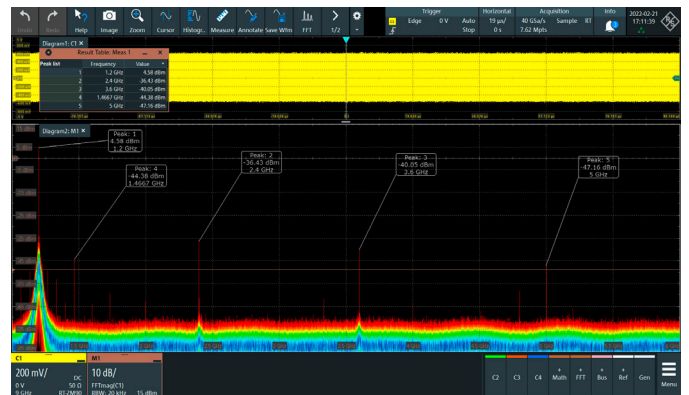 Undo
Redo
Help
Image
Zoom
Cursor
Histogr..
Measure
Annotate
Save Wfm
FFT
1/2
Trigger
Edge
0 V
Auto
Stop
Horizontal
19 µs/
0 s
Acquisition
40 GSa/s
Sample
RT
7.62 Mpts
Info
2022-02-21
17:11:39
Diagram1: C1
Result Table: Meas 1
Peak list
Frequency
Value
1 1.2 GHz 4.58 dBm
2 2.4 GHz -36.43 dBm
3 3.6 GHz -40.05 dBm
4 1.4667 GHz -44.38 dBm
5 5 GHz -47.16 dBm
Diagram2: M1
Peak: 1
4.58 dBm
1.2 GHz
Peak: 2
-36.43 dBm
2.4 GHz
Peak: 3
-40.05 dBm
3.6 GHz
Peak: 5
-47.16 dBm
5 GHz
Peak: 4
-44.38 dBm
1.4667 GHz
C1
200 mV/
DC
0 V
50 Ω
9 GHz
RT-ZM90
M1
10 dB/
FFTmag(C1)
RBW: 20 kHz
15 dBm
C2
C3
C4
+
Math
+
FFT
+
Bus
+
Ref
Gen
Menu